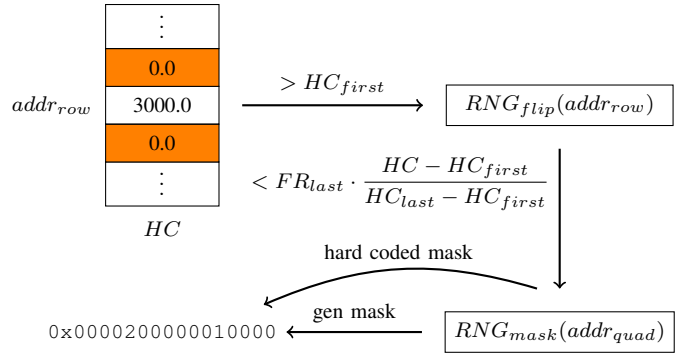 ⋮
0.0
addr_row 3000.0 > HC_first RNG_flip(addr_row)
0.0
⋮
< FR_last · (HC − HC_first) / (HC_last − HC_first)
HC
hard coded mask
gen mask
0x0000200000010000 RNG_mask(addr_quad)